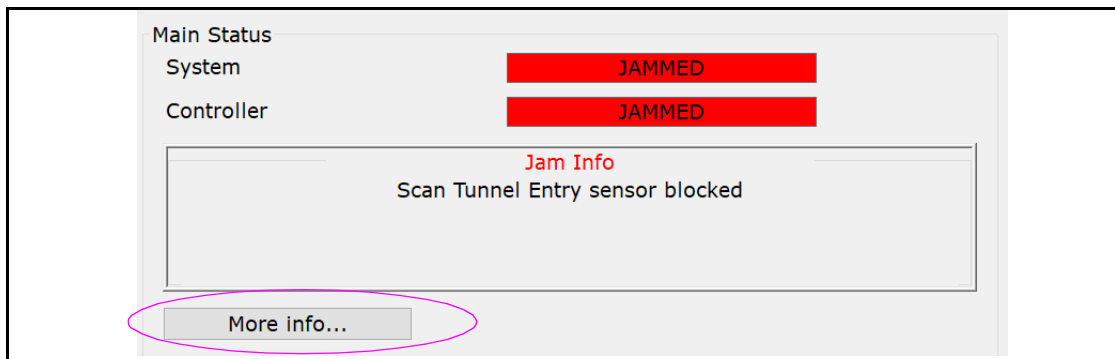 Main Status
System JAMMED
Controller JAMMED
Jam Info
Scan Tunnel Entry sensor blocked
More info...